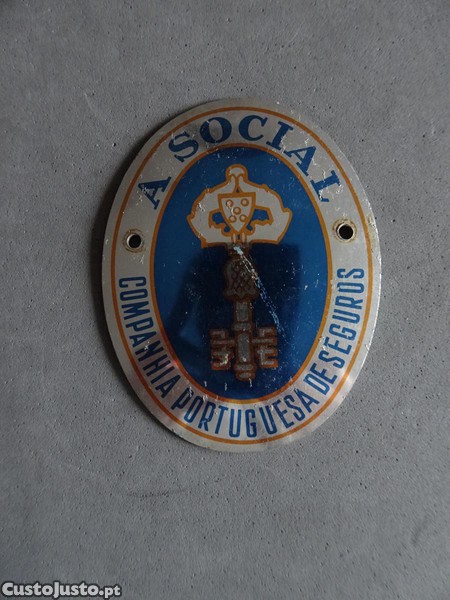 A SOCIAL
COMPANHIA PORTUGUESA DE SEGUROS
CustoJusto.pt